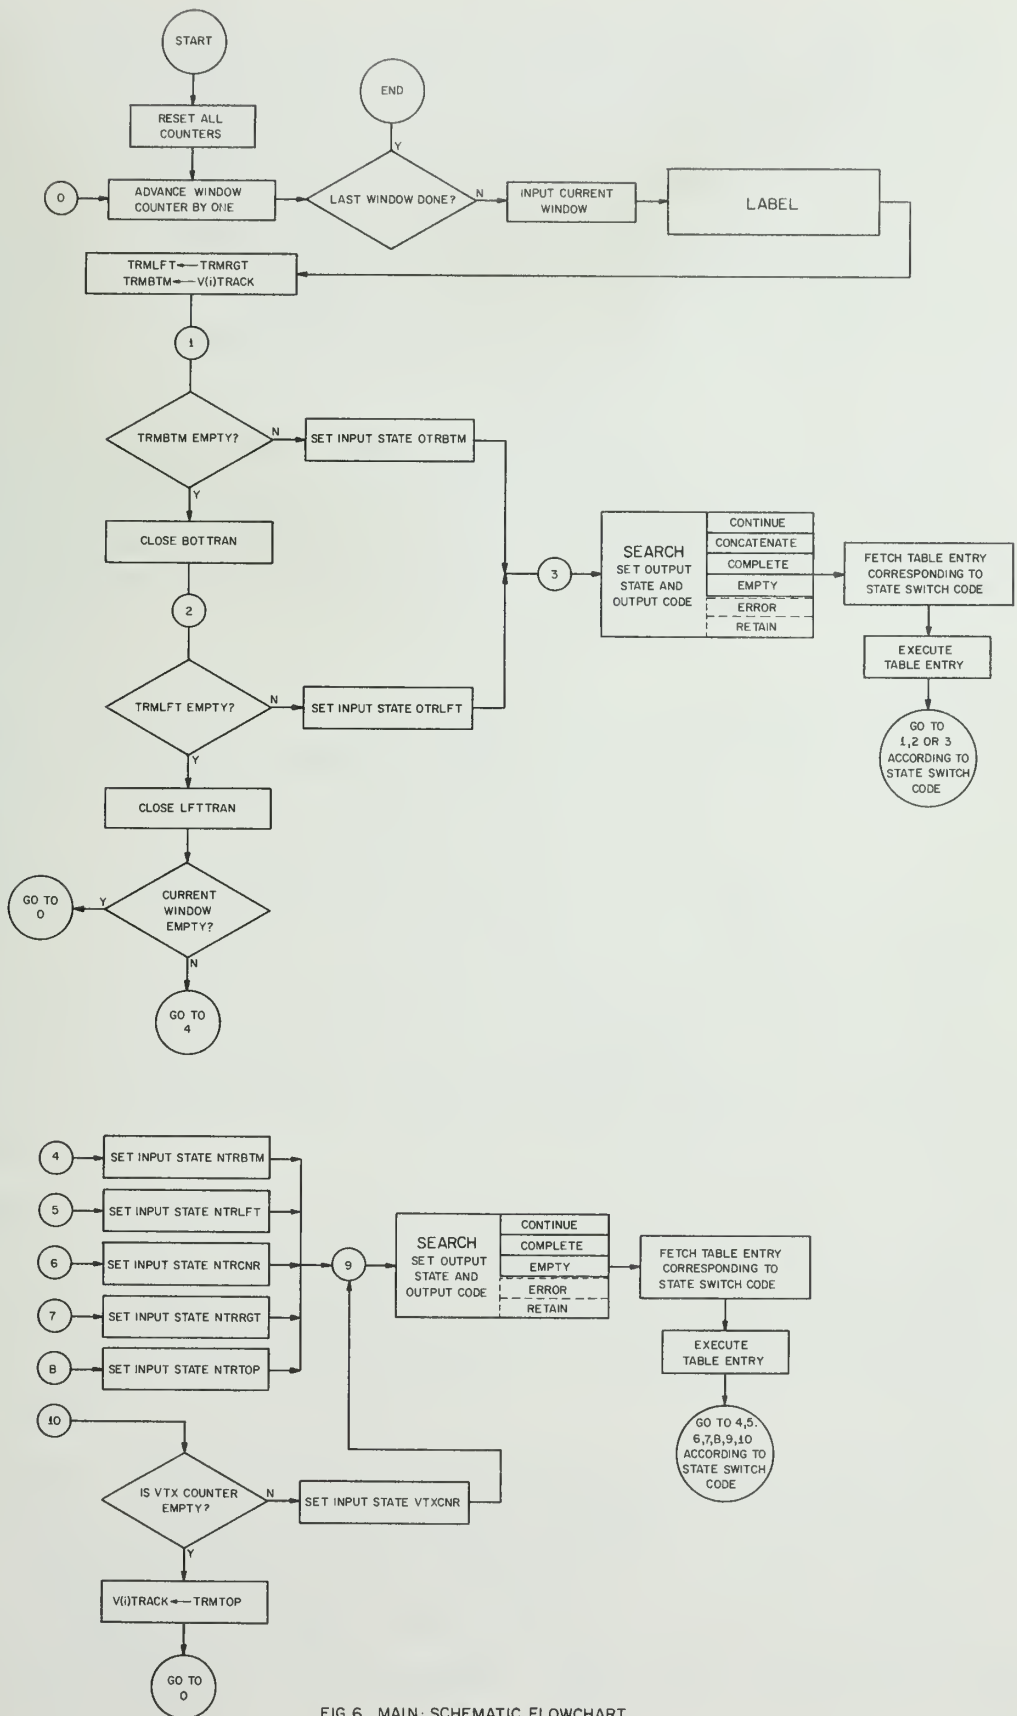 START
RESET ALL
COUNTERS
0
ADVANCE WINDOW
COUNTER BY ONE
END
Y
LAST WINDOW DONE?
N
INPUT CURRENT
WINDOW
LABEL
TRMLFT←TRMRGT
TRMBTM←V(i)TRACK
1
TRMBTM EMPTY?
N
SET INPUT STATE OTRBTM
Y
CLOSE BOTTRAN
2
TRMLFT EMPTY?
N
SET INPUT STATE OTRLFT
Y
CLOSE LFTTRAN
CURRENT
WINDOW
EMPTY?
Y
GO TO
0
N
GO TO
4
3
SEARCH
SET OUTPUT
STATE AND
OUTPUT CODE
CONTINUE
CONCATENATE
COMPLETE
EMPTY
ERROR
RETAIN
FETCH TABLE ENTRY
CORRESPONDING TO
STATE SWITCH CODE
EXECUTE
TABLE ENTRY
GO TO
1,2 OR 3
ACCORDING TO
STATE SWITCH
CODE
4
SET INPUT STATE NTRBTM
5
SET INPUT STATE NTRLFT
6
SET INPUT STATE NTRCNR
7
SET INPUT STATE NTRRGT
8
SET INPUT STATE NTRTOP
9
SEARCH
SET OUTPUT
STATE AND
OUTPUT CODE
CONTINUE
COMPLETE
EMPTY
ERROR
RETAIN
FETCH TABLE ENTRY
CORRESPONDING TO
STATE SWITCH CODE
EXECUTE
TABLE ENTRY
GO TO 4,5.
6,7,8,9,10
ACCORDING TO
STATE SWITCH
CODE
10
IS VTX COUNTER
EMPTY?
N
SET INPUT STATE VTXCNR
Y
V(i)TRACK←TRMTOP
GO TO
0
FIG.6 MAIN: SCHEMATIC FLOWCHART